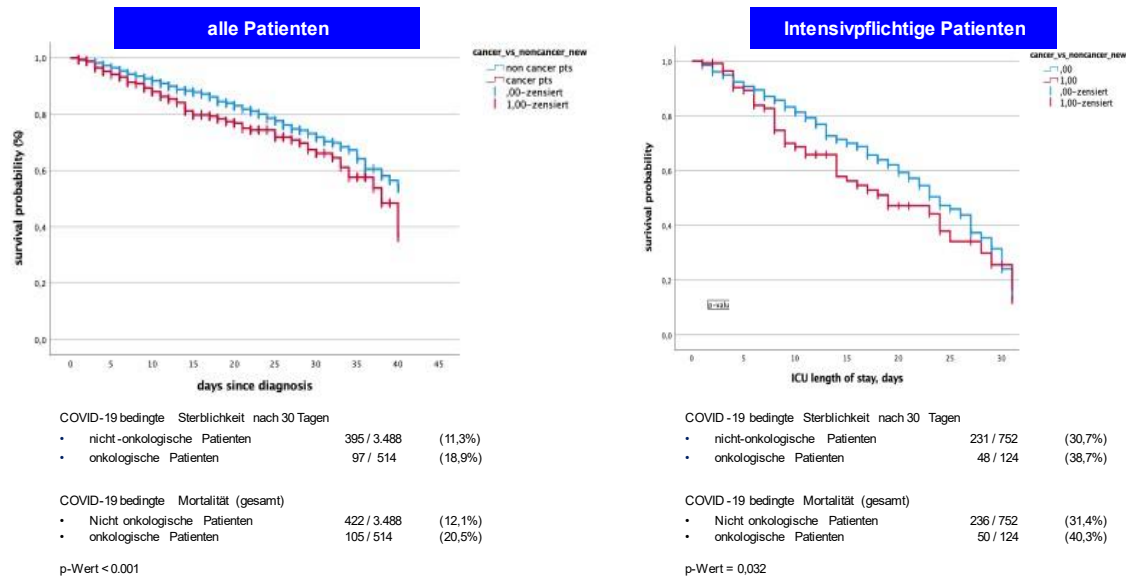 alle Patienten
cancer_vs_noncancer_new
non cancer pts
cancer pts
,00-zensiert
1,00-zensiert
survival probability (%)
1,0
0,8
0,6
0,4
0,2
0,0
0 5 10 15 20 25 30 35 40 45
days since diagnosis
COVID-19 bedingte Sterblichkeit nach 30 Tagen
• nicht-onkologische Patienten 395 / 3.488 (11,3%)
• onkologische Patienten 97 / 514 (18,9%)
COVID-19 bedingte Mortalität (gesamt)
• Nicht onkologische Patienten 422 / 3.488 (12,1%)
• onkologische Patienten 105 / 514 (20,5%)
p-Wert < 0.001
Intensivpflichtige Patienten
cancer_vs_noncancer_new
,00
1,00
,00-zensiert
1,00-zensiert
surivival probability
1,0
0,8
0,6
0,4
0,2
0,0
p-valu
0 5 10 15 20 25 30
ICU length of stay, days
COVID-19 bedingte Sterblichkeit nach 30 Tagen
• nicht-onkologische Patienten 231 / 752 (30,7%)
• onkologische Patienten 48 / 124 (38,7%)
COVID-19 bedingte Mortalität (gesamt)
• Nicht onkologische Patienten 236 / 752 (31,4%)
• onkologische Patienten 50 / 124 (40,3%)
p-Wert = 0,032